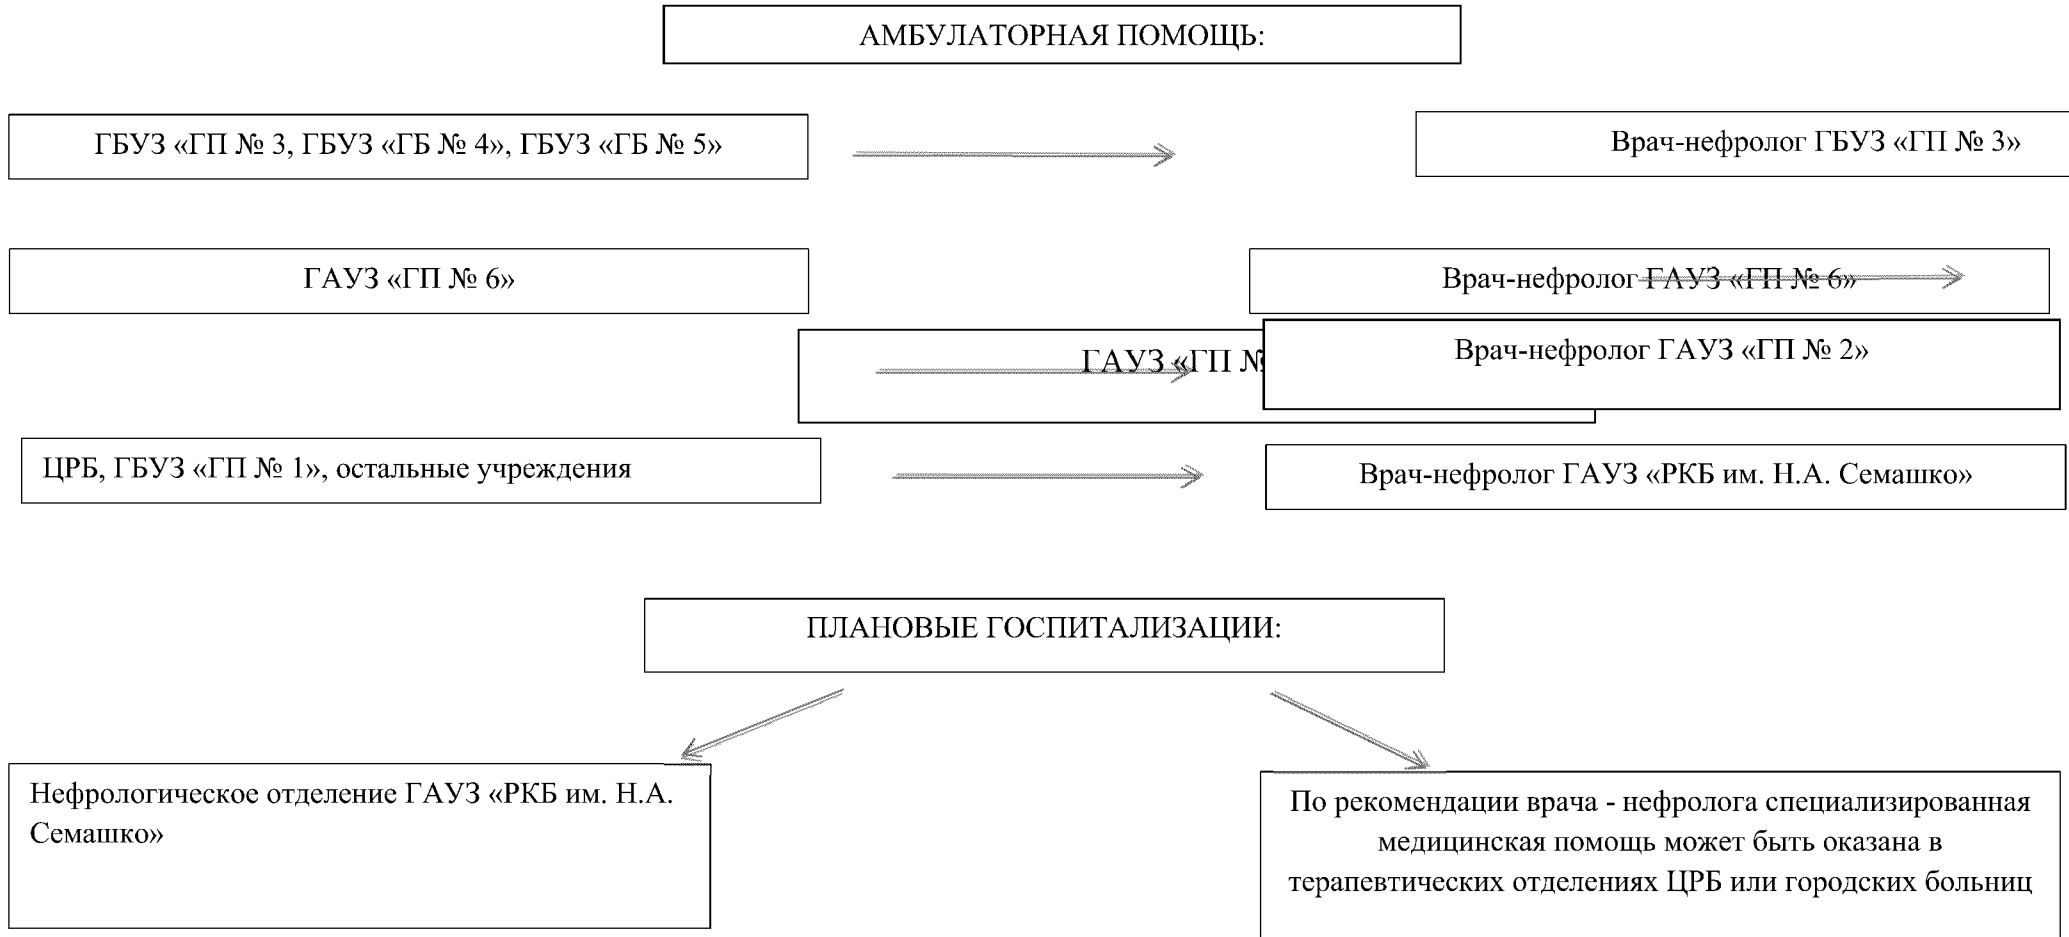 АМБУЛАТОРНАЯ ПОМОЩЬ:
ГБУЗ «ГП № 3, ГБУЗ «ГБ № 4», ГБУЗ «ГБ № 5»
Врач-нефролог ГБУЗ «ГП № 3»
ГАУЗ «ГП № 6»
Врач-нефролог ГАУЗ «ГП № 6»
ГАУЗ «ГП №
Врач-нефролог ГАУЗ «ГП № 2»
ЦРБ, ГБУЗ «ГП № 1», остальные учреждения
Врач-нефролог ГАУЗ «РКБ им. Н.А. Семашко»
ПЛАНОВЫЕ ГОСПИТАЛИЗАЦИИ:
Нефрологическое отделение ГАУЗ «РКБ им. Н.А.
Семашко»
По рекомендации врача - нефролога специализированная
медицинская помощь может быть оказана в
терапевтических отделениях ЦРБ или городских больниц